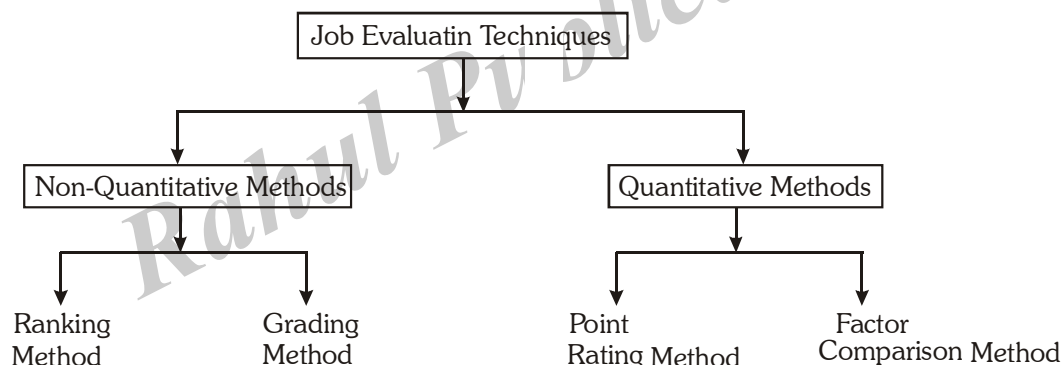 Job Evaluatin Techniques
Non-Quantitative Methods
Quantitative Methods
Ranking
Method
Grading
Method
Point
Rating Method
Factor
Comparison Method
Rahul